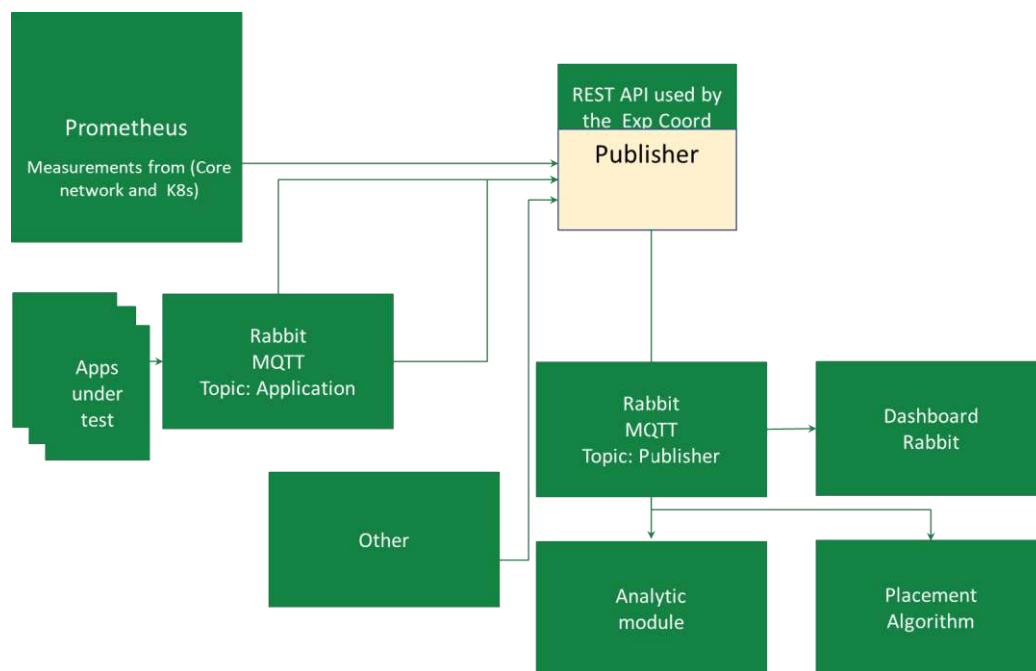 Prometheus
Measurements from (Core
network and K8s)
REST API used by
the Exp Coord
Publisher
Apps
under
test
Rabbit
MQTT
Topic: Application
Rabbit
MQTT
Topic: Publisher
Dashboard
Rabbit
Other
Analytic
module
Placement
Algorithm